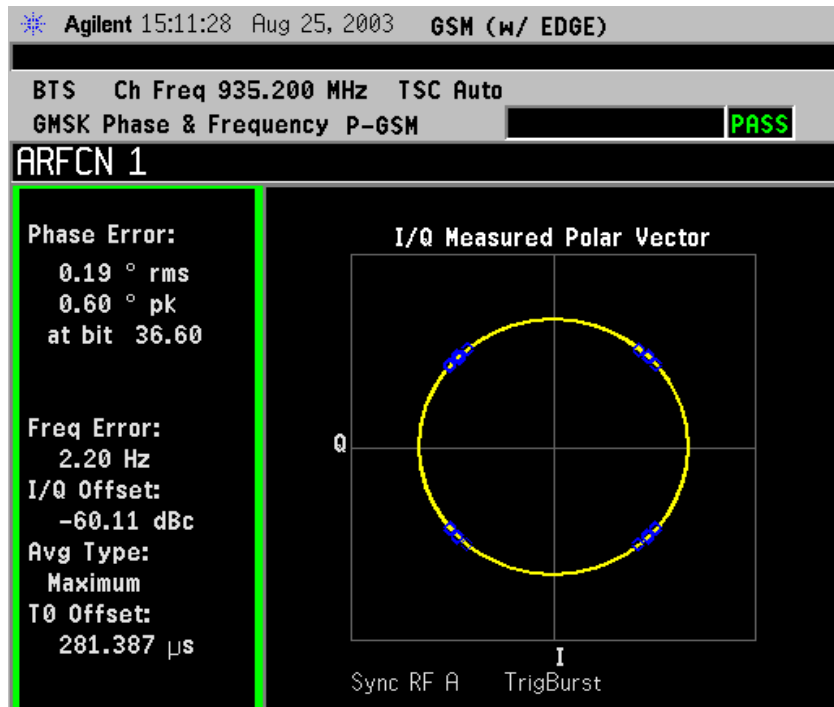 Agilent 15:11:28 Aug 25, 2003 GSM (w/ EDGE)
BTS Ch Freq 935.200 MHz TSC Auto
GMSK Phase & Frequency P-GSM PASS
ARFCN 1
Phase Error:
0.19 ° rms
0.60 ° pk
at bit 36.60
Freq Error:
2.20 Hz
I/Q Offset:
-60.11 dBc
Avg Type:
Maximum
T0 Offset:
281.387 µs
I/Q Measured Polar Vector
Q
I
Sync RF A TrigBurst